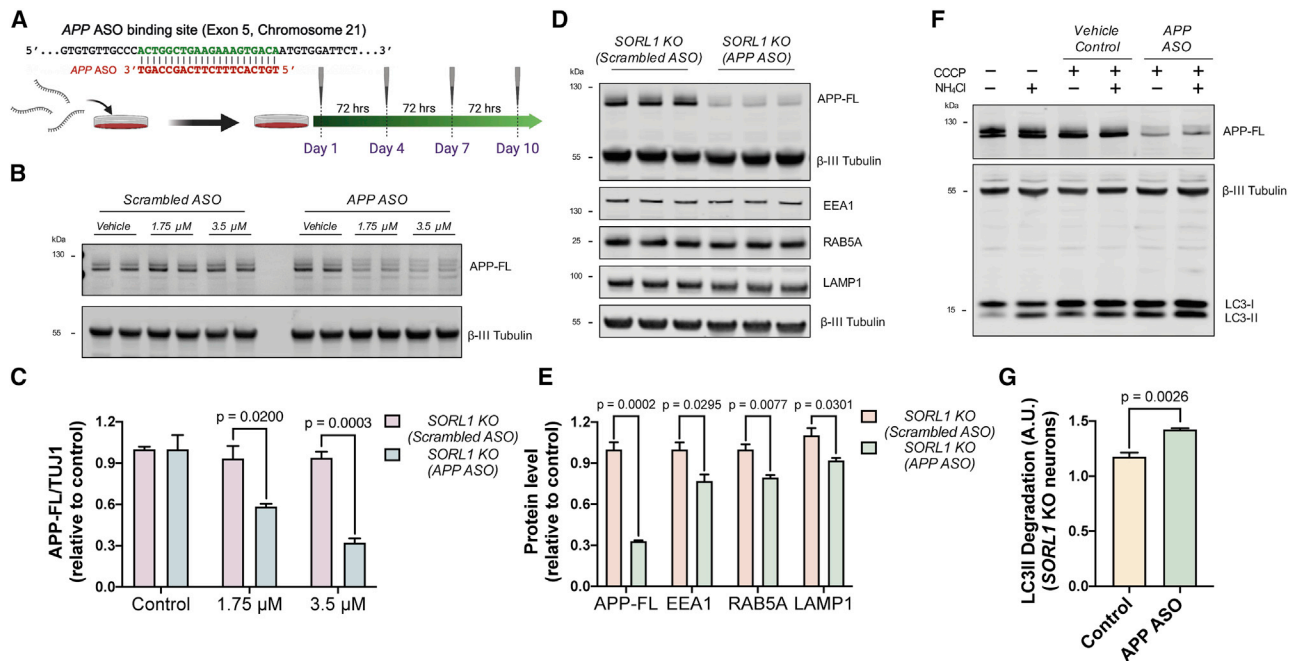 A
APP ASO binding site (Exon 5, Chromosome 21)
5′...GTGTGTTGCCCACTGGCTGAAGAAAGTGACAATGTGGATTCT...3′
APP ASO 3′TGACCGACTTCTTTCACTGT5′
72 hrs 72 hrs 72 hrs
Day 1 Day 4 Day 7 Day 10
B
Scrambled ASO APP ASO
Vehicle 1.75 µM 3.5 µM Vehicle 1.75 µM 3.5 µM
kDa
130
APP-FL
55
β-III Tubulin
C
APP-FL/TUJ1
(relative to control)
1.2
0.9
0.6
0.3
0.0
p = 0.0200
p = 0.0003
Control 1.75 µM 3.5 µM
SORL1 KO
(Scrambled ASO)
SORL1 KO
(APP ASO)
D
SORL1 KO
(Scrambled ASO)
SORL1 KO
(APP ASO)
kDa
130
APP-FL
55
β-III Tubulin
EEA1
130
25
RAB5A
100
LAMP1
55
β-III Tubulin
E
Protein level
(relative to control)
1.2
0.9
0.6
0.3
0.0
p = 0.0002 p = 0.0295 p = 0.0077 p = 0.0301
APP-FL EEA1 RAB5A LAMP1
SORL1 KO
(Scrambled ASO)
SORL1 KO
(APP ASO)
F
Vehicle
Control
APP
ASO
CCCP − − + + + +
NH₄Cl − + − + − +
kDa
130
APP-FL
55
β-III Tubulin
LC3-I
15
LC3-II
G
LC3II Degradation (A.U.)
(SORL1 KO neurons)
1.5
1.0
0.5
0.0
p = 0.0026
Control APP ASO